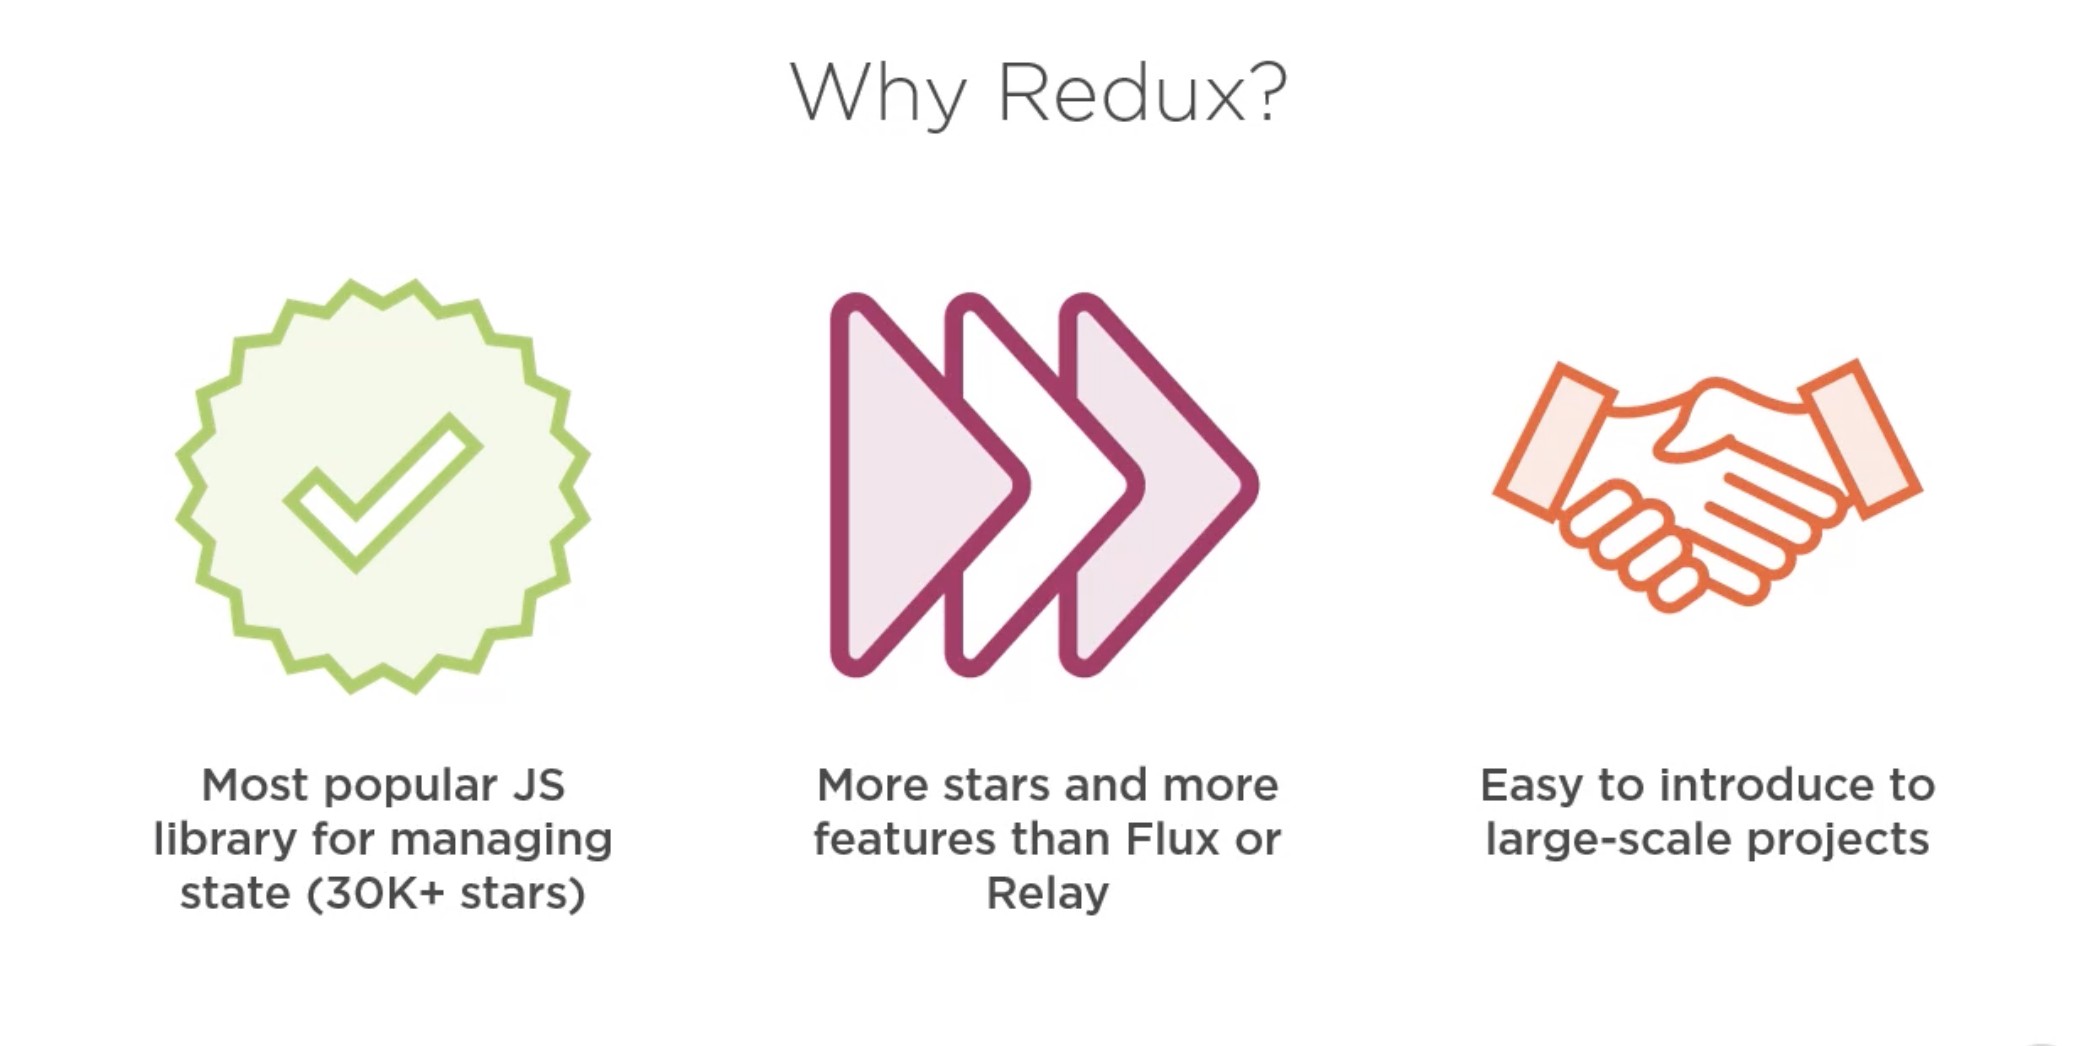 Why Redux?
Most popular JS
library for managing
state (30K+ stars)
More stars and more
features than Flux or
Relay
Easy to introduce to
large-scale projects